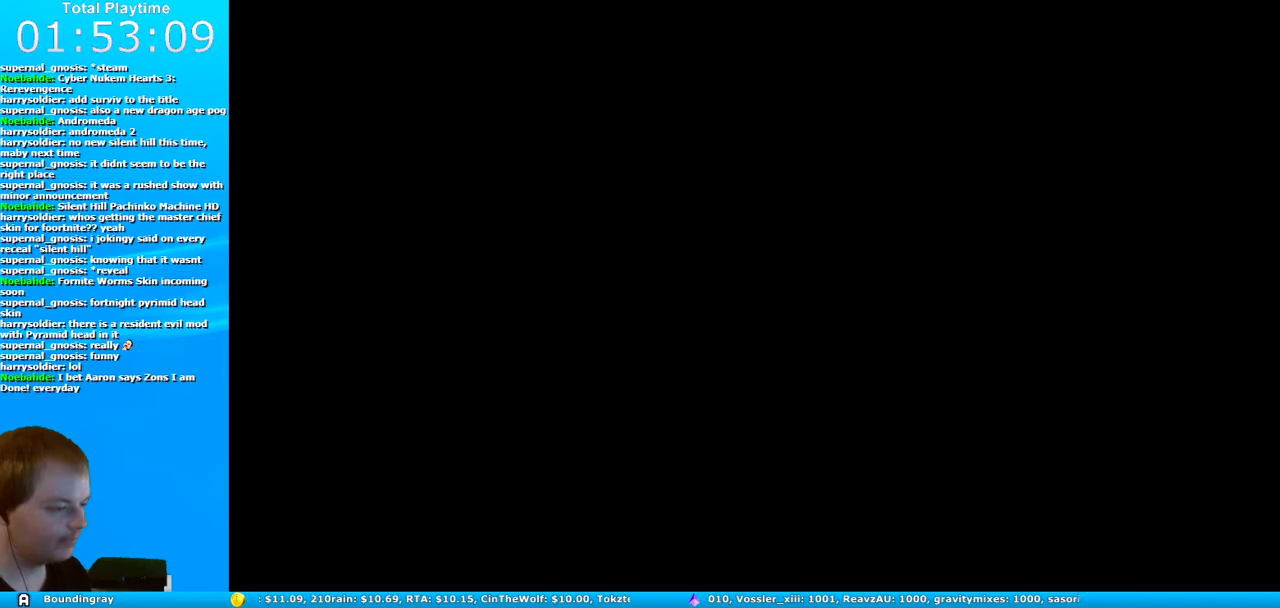 Total Playtime
01:53:09
supernal_gnosis: *steam
Noebahde: Cyber Nukem Hearts 3:
Rerevengence
harrysoldier: add surviv to the title
supernal_gnosis: also a new dragon age pog
Noebahde: Andromeda
harrysoldier: andromeda 2
harrysoldier: no new silent hill this time,
maby next time
supernal_gnosis: it didnt seem to be the
right place
supernal_gnosis: it was a rushed show with
minor announcement
Noebahde: Silent Hill Pachinko Machine HD
harrysoldier: whos getting the master chief
skin for foortnite?? yeah
supernal_gnosis: i jokingy said on every
receal "silent hill"
supernal_gnosis: knowing that it wasnt
supernal_gnosis: *reveal
Noebahde: Fornite Worms Skin incoming
soon
supernal_gnosis: fortnight pyrimid head
skin
harrysoldier: there is a resident evil mod
with Pyramid head in it
supernal_gnosis: really
supernal_gnosis: funny
harrysoldier: lol
Noebahde: I bet Aaron says Zons I am
Done! everyday
A Boundingray : $11.09, 210rain: $10.69, RTA: $10.15, CinTheWolf: $10.00, Tokzt 010, Vossler_xiii: 1001, ReavzAU: 1000, gravitymixes: 1000, sasori